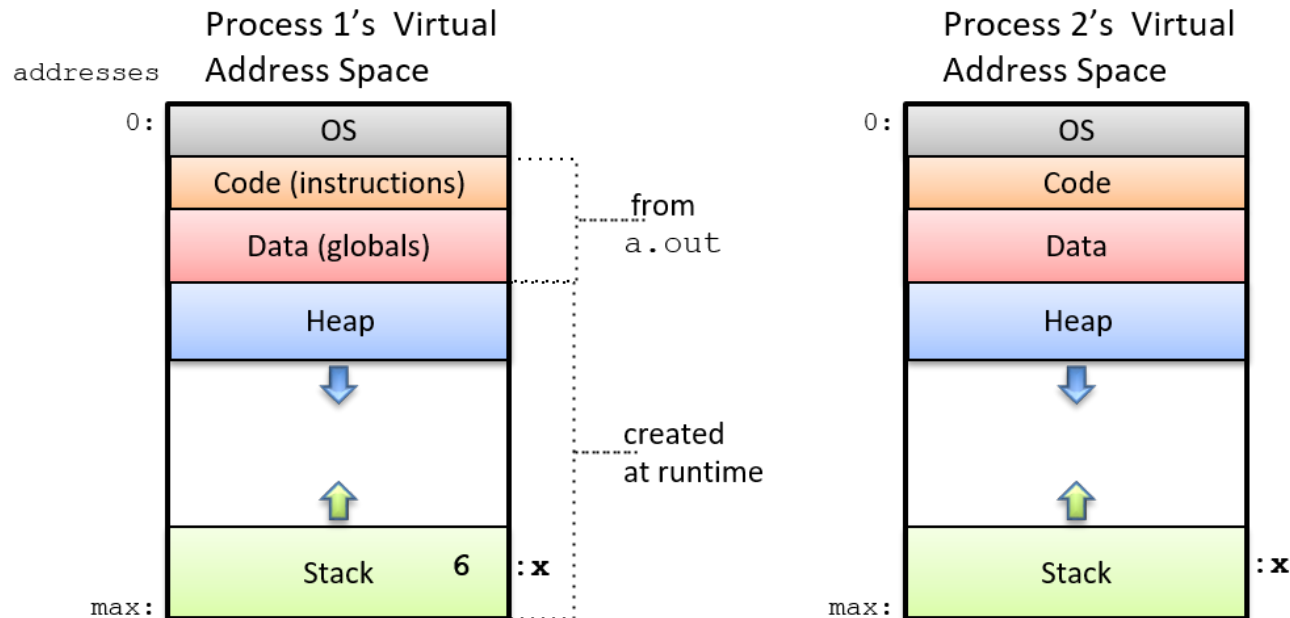 Process 1’s Virtual
Address Space
addresses
0:
OS
Code (instructions)
Data (globals)
Heap
Stack
6
:x
max:
from
a.out
created
at runtime
Process 2’s Virtual
Address Space
0:
OS
Code
Data
Heap
Stack
:x
max: